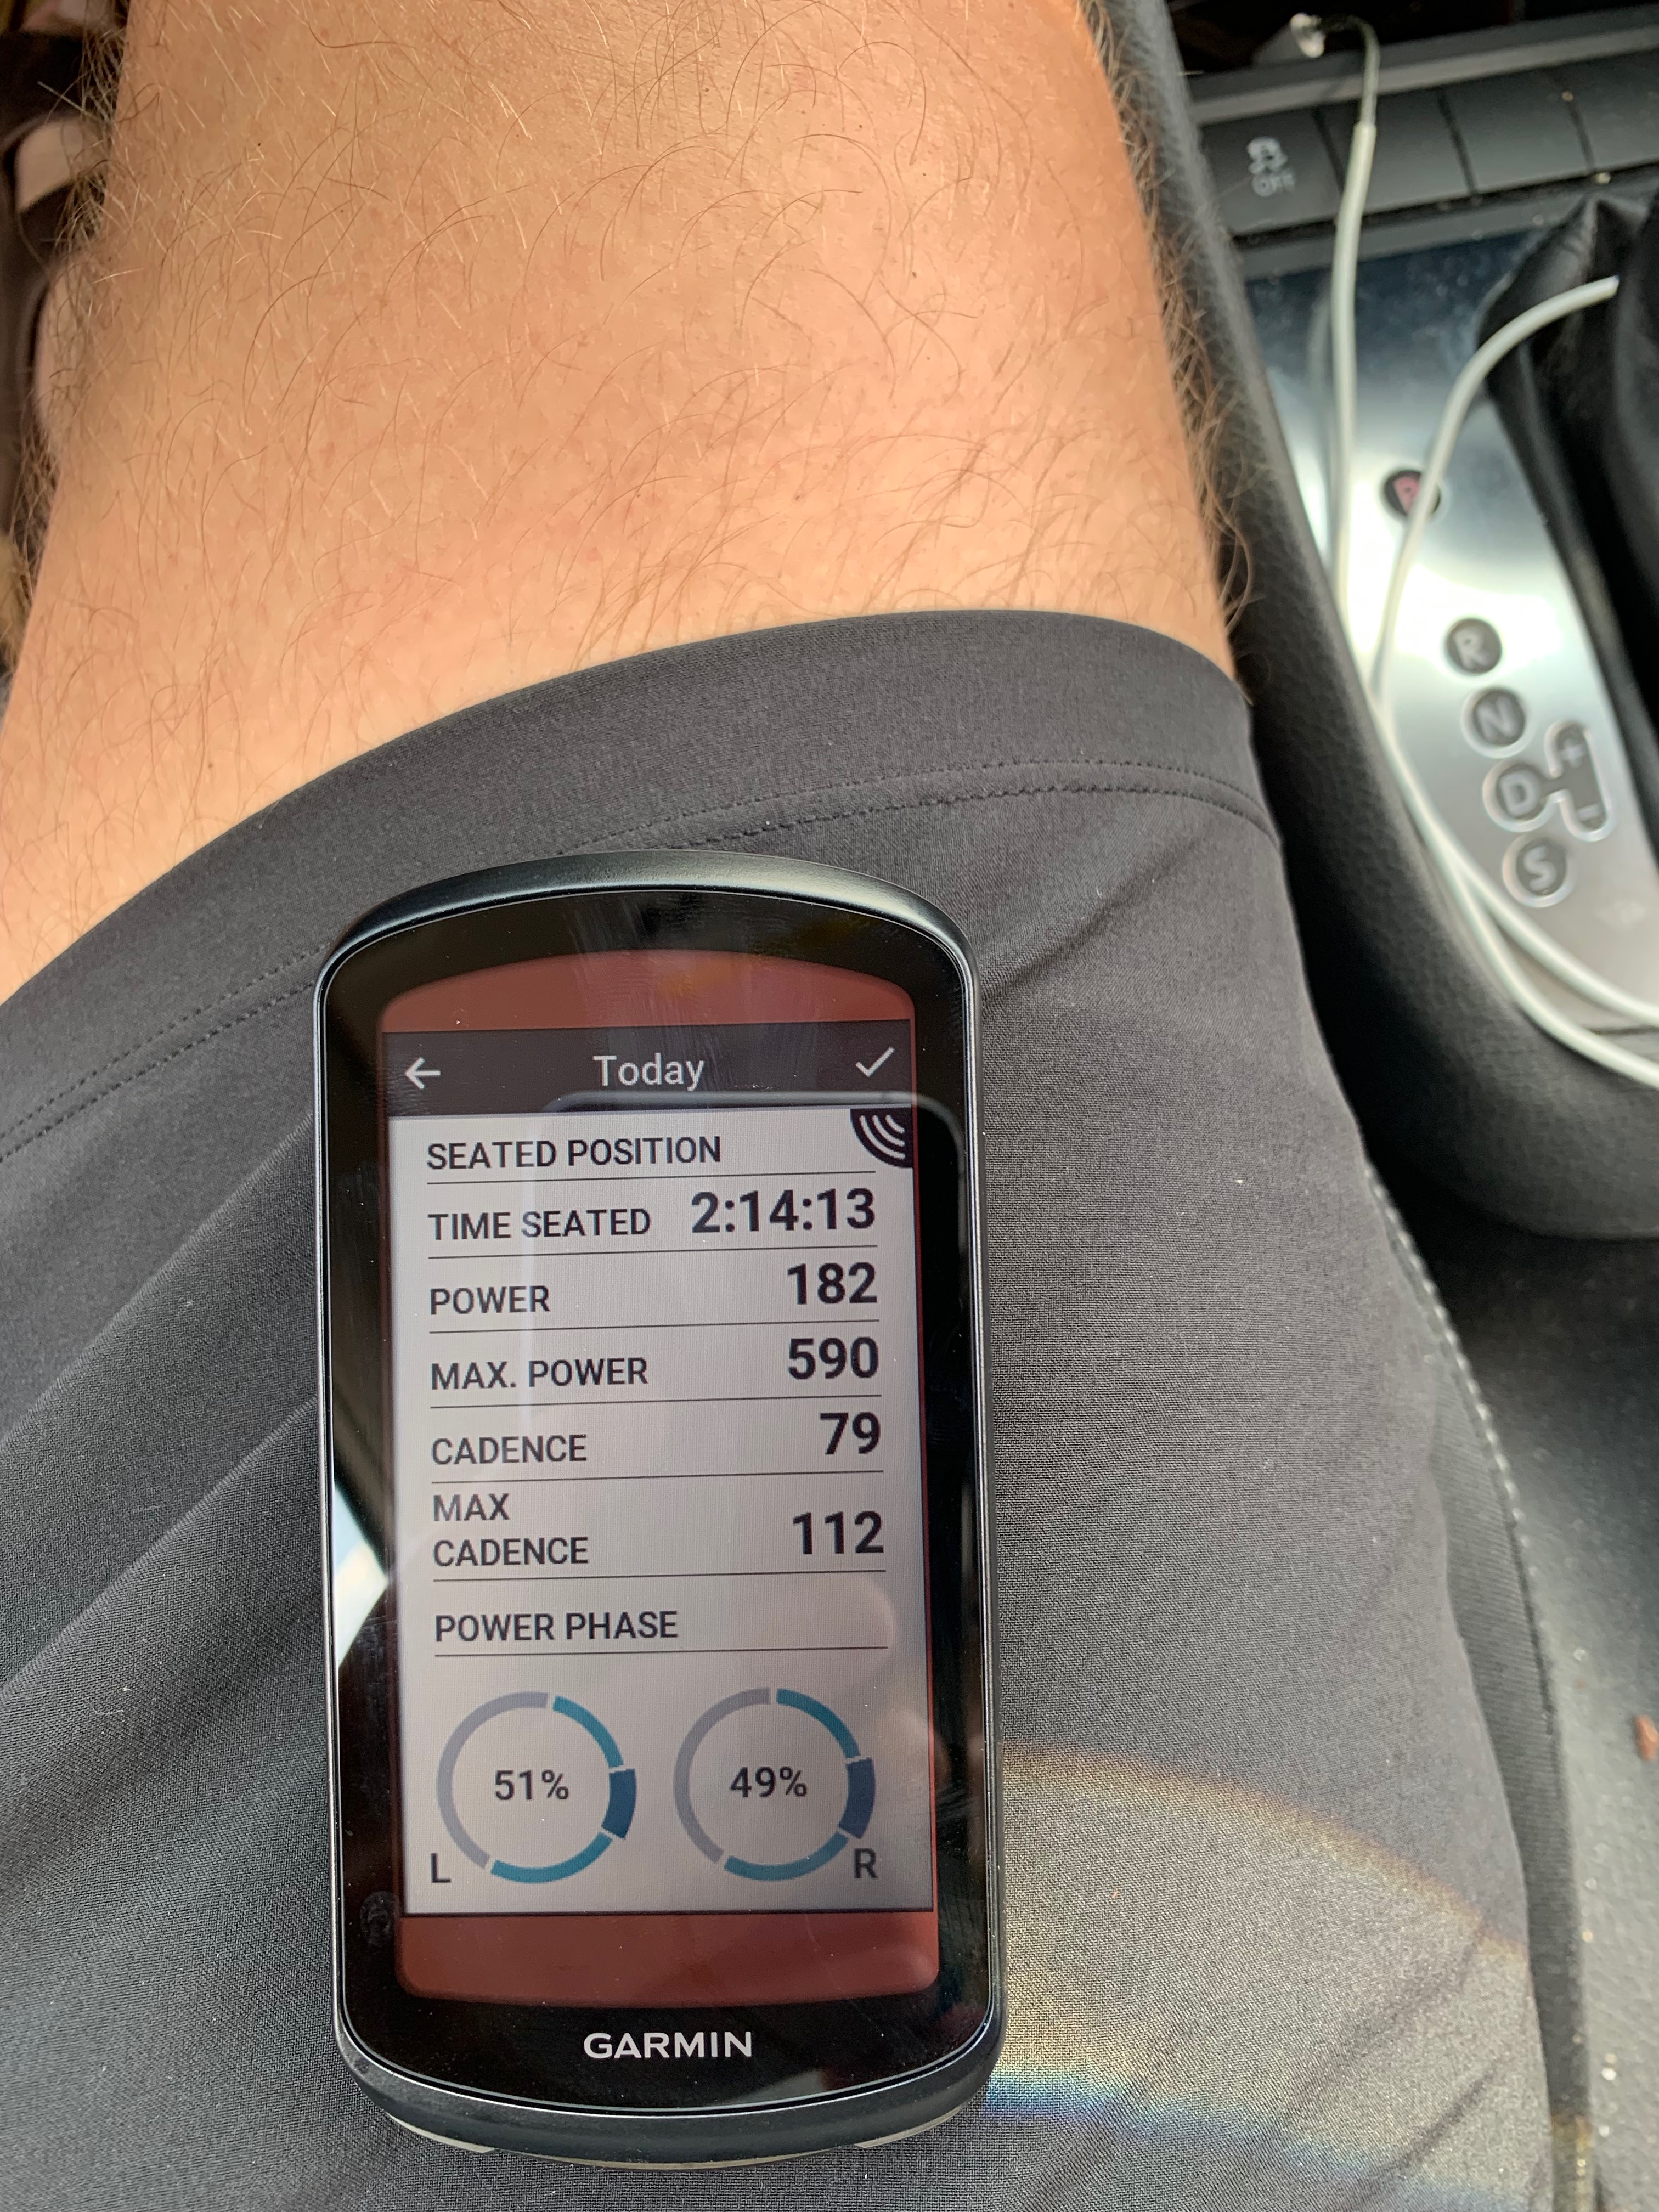 OFF
P
R
N
D
+
-
S
Today
SEATED POSITION
TIME SEATED 2:14:13
POWER 182
MAX. POWER 590
CADENCE 79
MAX
CADENCE 112
POWER PHASE
51% 49%
L R
GARMIN